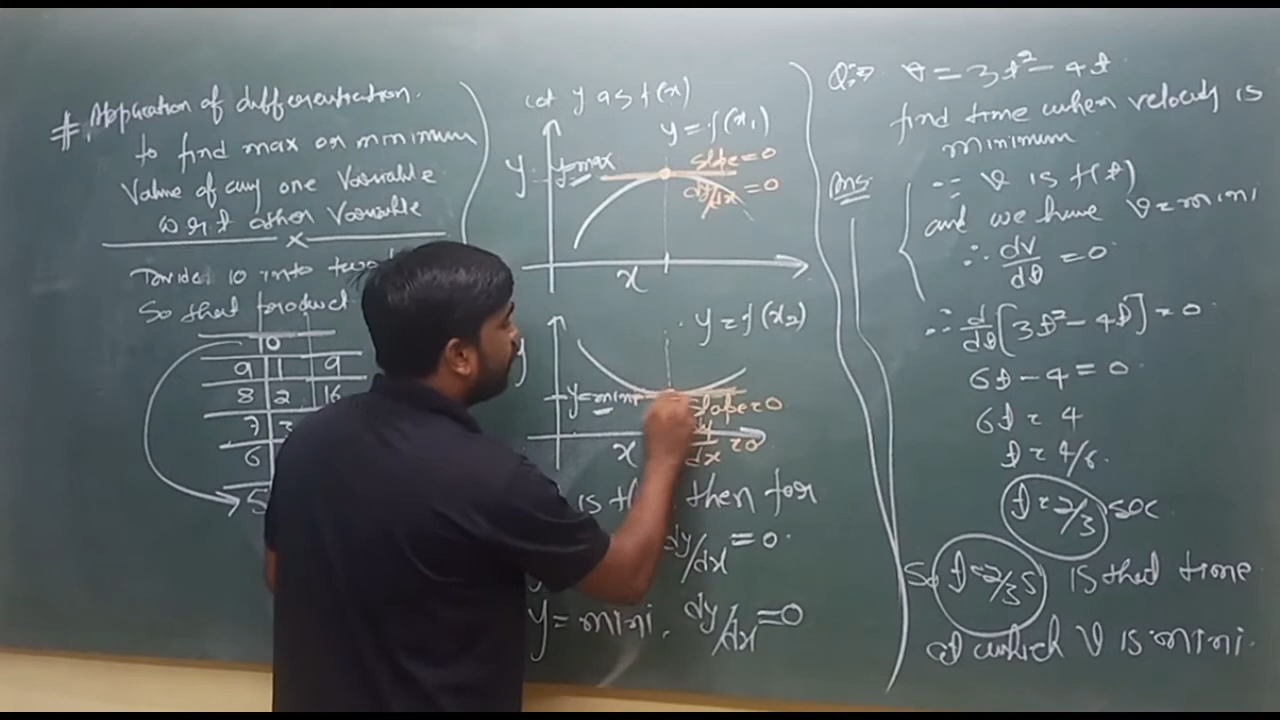 #. Application of differentiation.
to find max or minimum
Value of any one Variable
w.r.t other Variable
x
Divided 10 into two
So that product
10
9 1 9
8 2 16
7 3
6
5
Let y as f(x)
y = f(x₁)
y
y=max
slope=0
dy/dx=0
x
y = f(x₂)
y
y=mini
slope=0
dy/dx=0
x
is then for
dy/dx = 0.
y = mini. dy/dx=0
Q:→ v = 3t² - 4t.
find time when velocity is
minimum
Ans:
∵ v is f(t)
and we have v=mini
∴ dv/dt = 0
∴ d/dt[3t² - 4t] = 0.
6t - 4 = 0.
6t = 4
t = 4/6.
t = 2/3 sec
So t=2/3s is that time
at which v is mini.